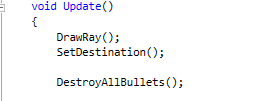 void Update()
{
DrawRay();
SetDestination();
DestroyAllBullets();